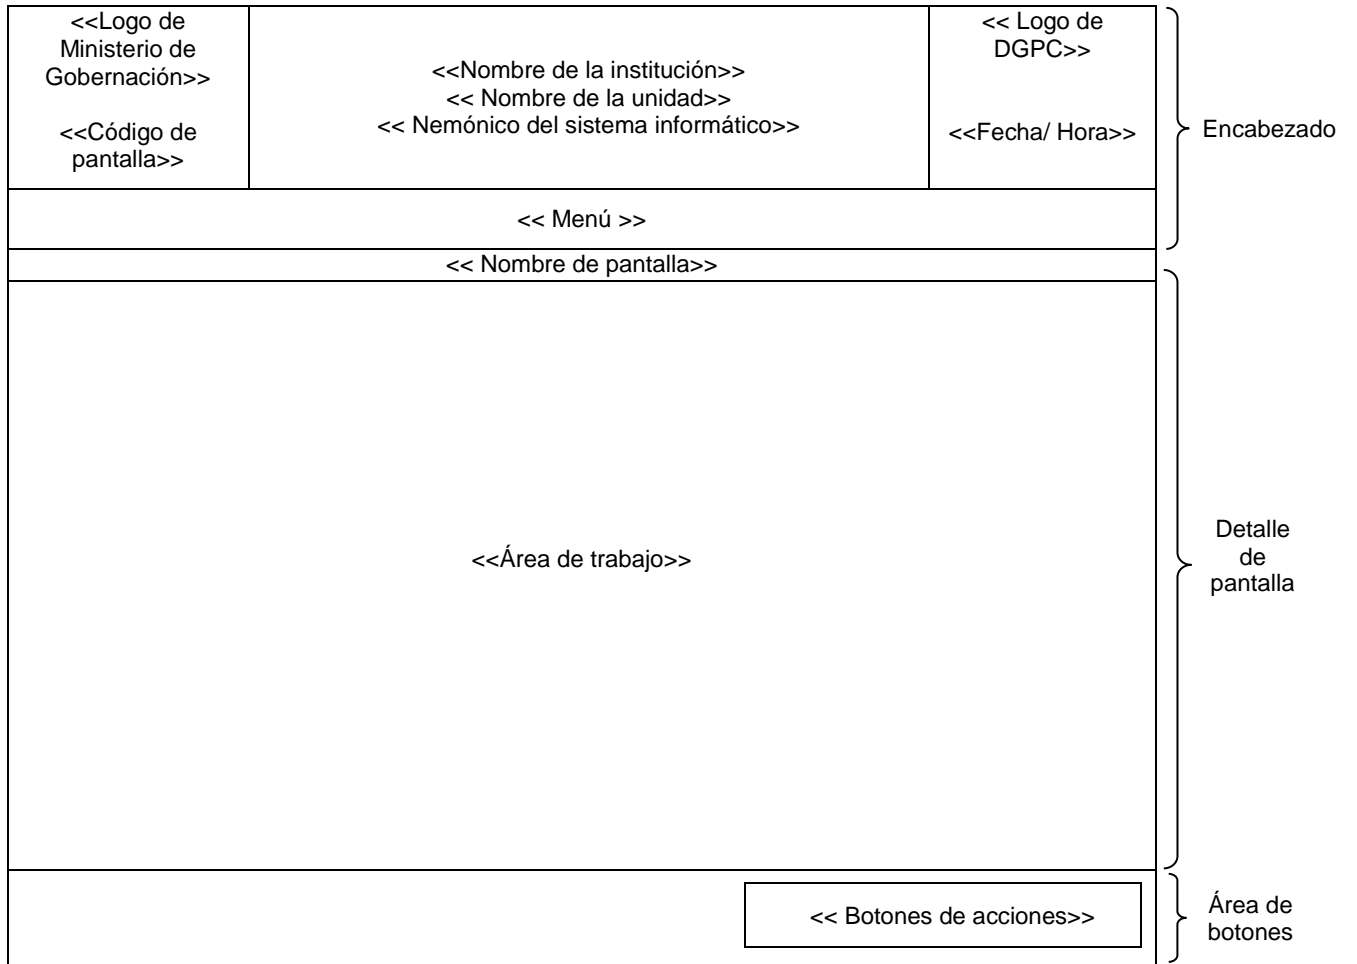 <<Logo de
Ministerio de
Gobernación>>
<<Código de
pantalla>>
<<Nombre de la institución>>
<< Nombre de la unidad>>
<< Nemónico del sistema informático>>
<< Logo de
DGPC>>
<<Fecha/ Hora>>
Encabezado
<< Menú >>
<< Nombre de pantalla>>
<<Área de trabajo>>
Detalle
de
pantalla
<< Botones de acciones>>
Área de
botones